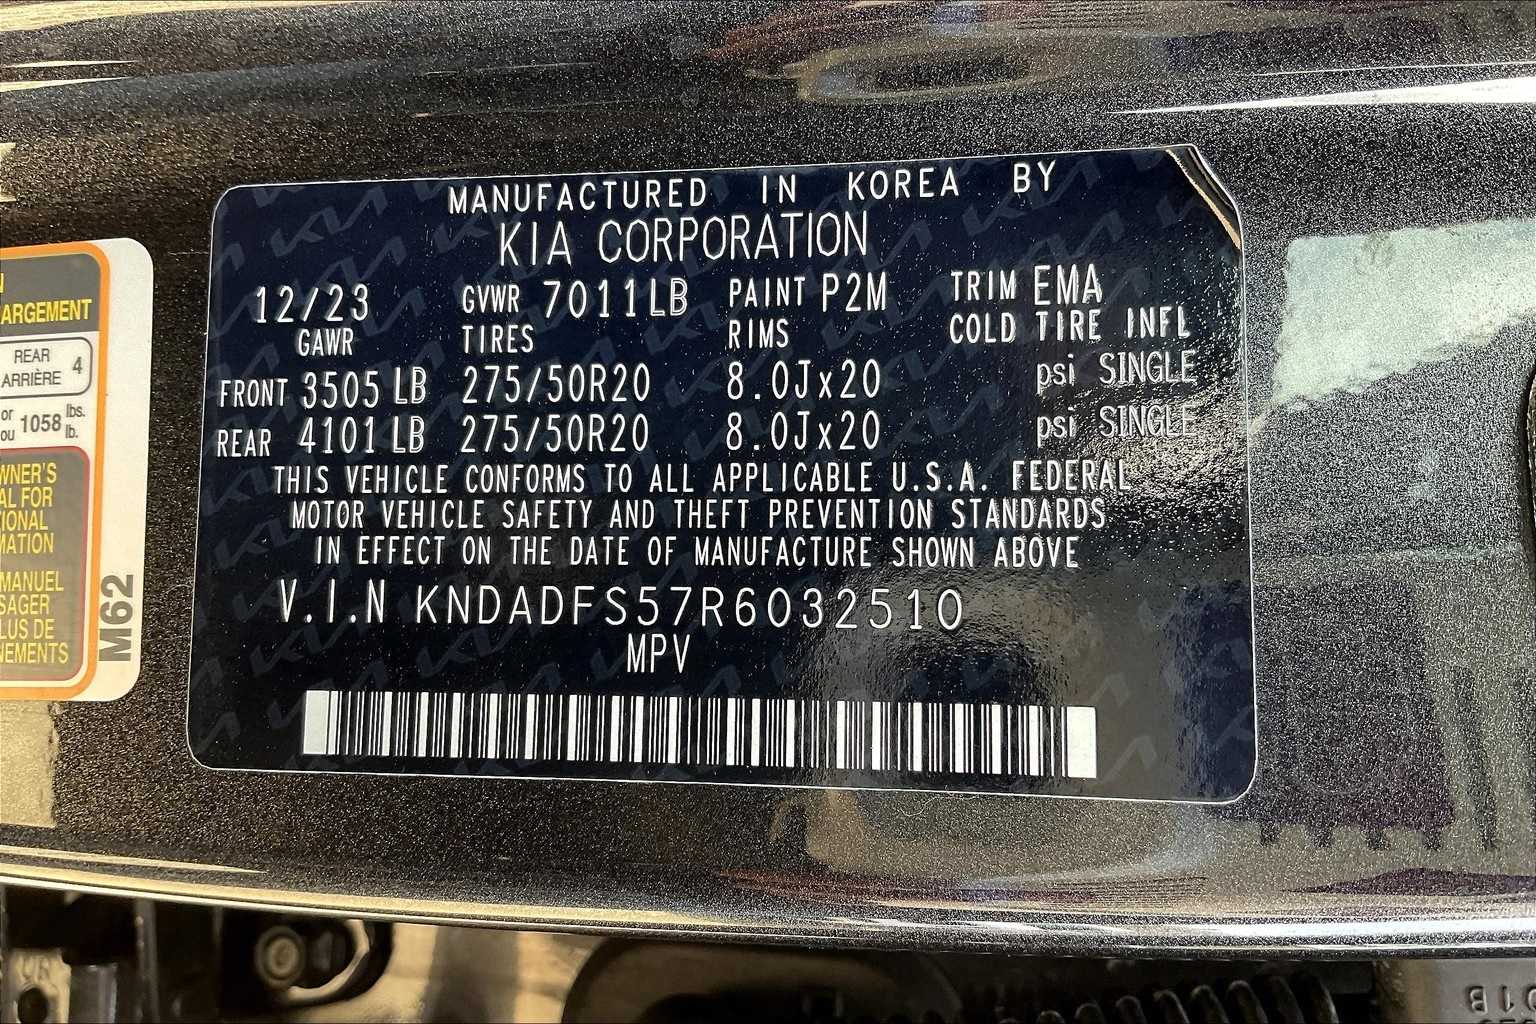 MANUFACTURED IN KOREA BY
KIA CORPORATION
12/23 GVWR 7011LB PAINT P2M TRIM EMA
GAWR TIRES RIMS COLD TIRE INFL
FRONT 3505 LB 275/50R20 8.0Jx20 psi SINGLE
REAR 4101 LB 275/50R20 8.0Jx20 psi SINGLE
THIS VEHICLE CONFORMS TO ALL APPLICABLE U.S.A. FEDERAL
MOTOR VEHICLE SAFETY AND THEFT PREVENTION STANDARDS
IN EFFECT ON THE DATE OF MANUFACTURE SHOWN ABOVE
V.I.N KNDADFS57R6032510
MPV
ARGEMENT
REAR
ARRIÈRE 4
or lbs.
ou 1058 lb.
WNER'S
AL FOR
IONAL
MATION
MANUEL
SAGER
LUS DE
NEMENTS
M62